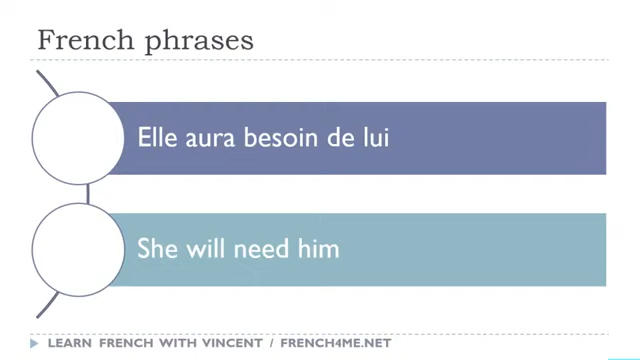 French phrases
Elle aura besoin de lui
She will need him
LEARN FRENCH WITH VINCENT / FRENCH4ME.NET